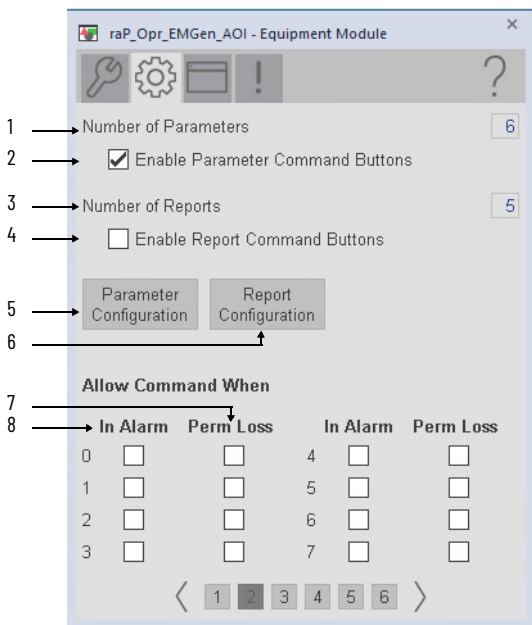 raP_Opr_EMGen_AOI - Equipment Module
×
! ?
1 Number of Parameters 6
2 Enable Parameter Command Buttons
3 Number of Reports 5
4 Enable Report Command Buttons
5 Parameter Configuration
6 Report Configuration
Allow Command When
7
8 In Alarm Perm Loss In Alarm Perm Loss
0 4
1 5
2 6
3 7
1 2 3 4 5 6